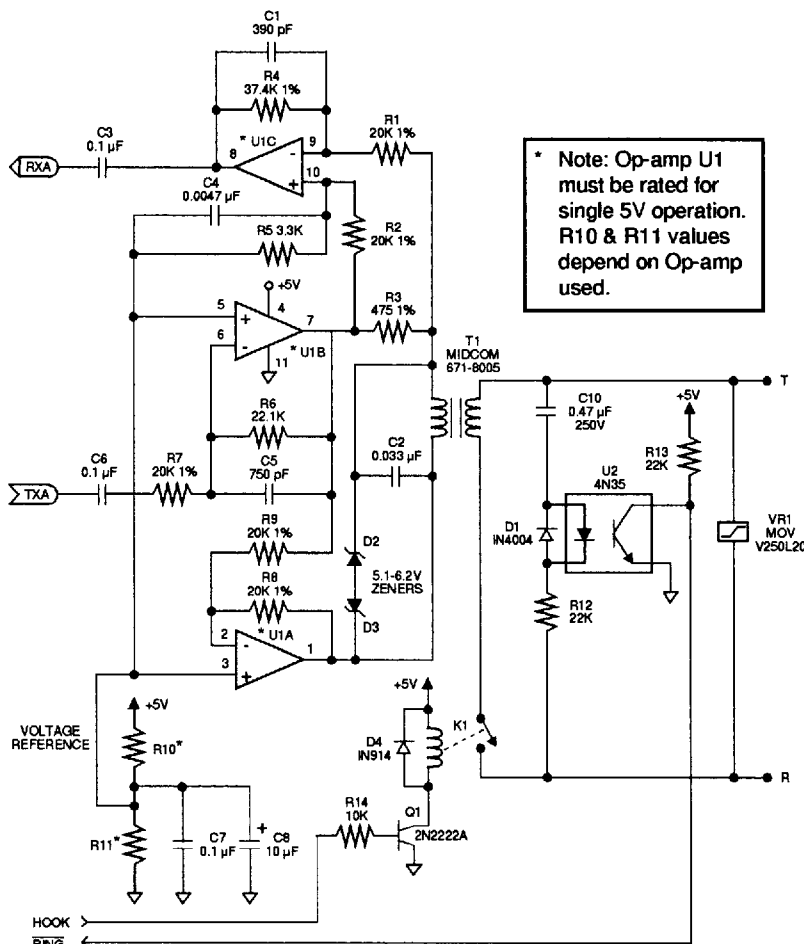 C1
390 pF
R4
37.4K 1%
* U1C
8
9
10
-
+
R1
20K 1%
C3
0.1 µF
RXA
C4
0.0047 µF
R5 3.3K
R2
20K 1%
* Note: Op-amp U1
must be rated for
single 5V operation.
R10 & R11 values
depend on Op-amp
used.
+5V
4
5
+
6
-
7
11
* U1B
R3
475 1%
T1
MIDCOM
671-8005
R6
22.1K
C5
750 pF
C6
0.1 µF
R7
20K 1%
TXA
C2
0.033 µF
R9
20K 1%
R8
20K 1%
D2
5.1-6.2V
ZENERS
D3
* U1A
2
-
3
+
1
T
C10
0.47 µF
250V
+5V
R13
22K
U2
4N35
D1
IN4004
R12
22K
VR1
MOV
V250L20
R
VOLTAGE
REFERENCE
+5V
R10*
R11*
C7
0.1 µF
+
C8
10 µF
+5V
D4
IN914
K1
R14
10K
Q1
2N2222A
HOOK
RING